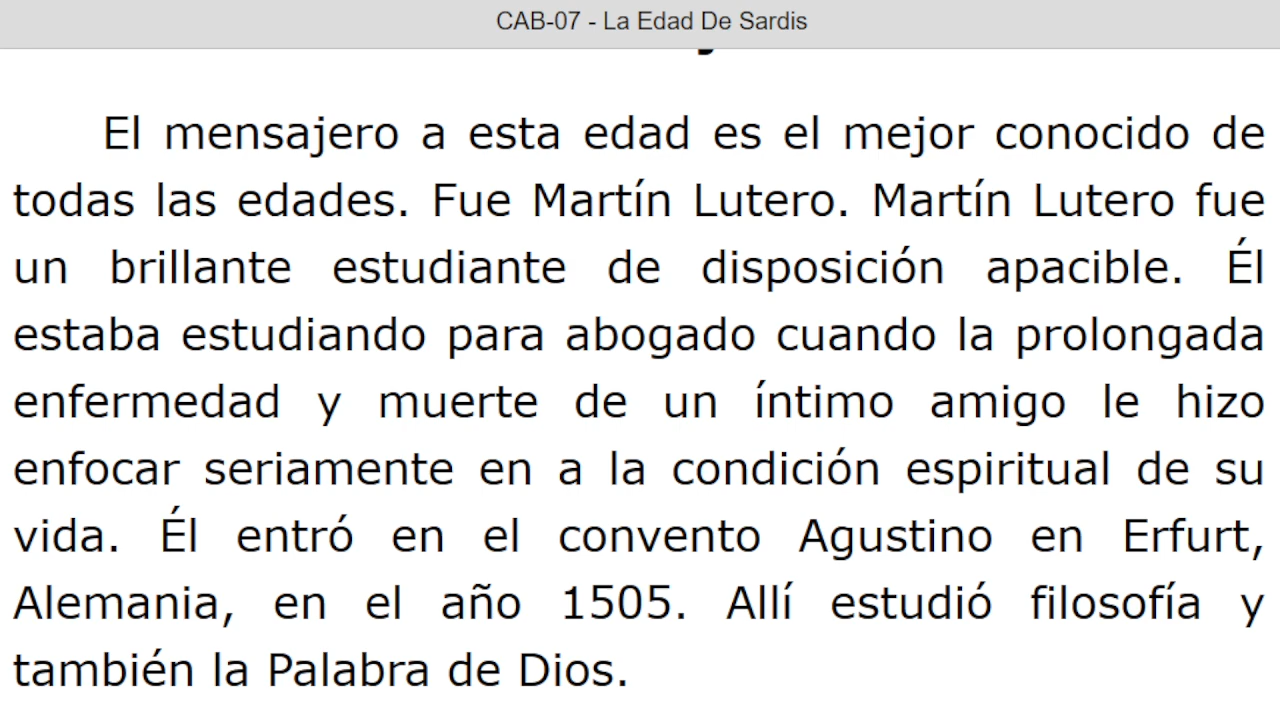 CAB-07 - La Edad De Sardis
El mensajero a esta edad es el mejor conocido de
todas las edades. Fue Martín Lutero. Martín Lutero fue
un brillante estudiante de disposición apacible. Él
estaba estudiando para abogado cuando la prolongada
enfermedad y muerte de un íntimo amigo le hizo
enfocar seriamente en a la condición espiritual de su
vida. Él entró en el convento Agustino en Erfurt,
Alemania, en el año 1505. Allí estudió filosofía y
también la Palabra de Dios.